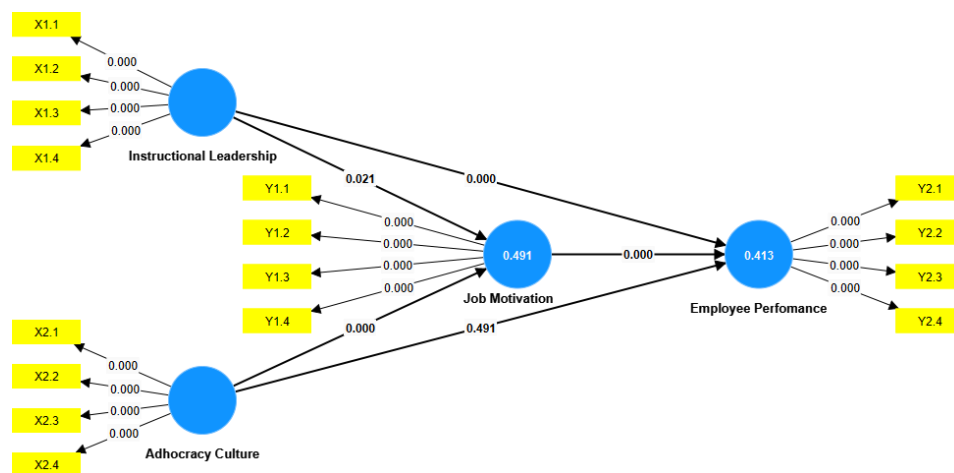 X1.1
0.000
X1.2
0.000
X1.3
0.000
0.000
X1.4
Instructional Leadership
0.021
0.000
Y1.1
0.000
Y1.2
0.000
Y1.3
0.000
0.000
Y1.4
0.491
Job Motivation
0.000
0.413
Employee Perfomance
Y2.1
0.000
Y2.2
0.000
0.000
Y2.3
0.000
Y2.4
0.000
0.491
X2.1
0.000
X2.2
0.000
X2.3
0.000
0.000
X2.4
Adhocracy Culture